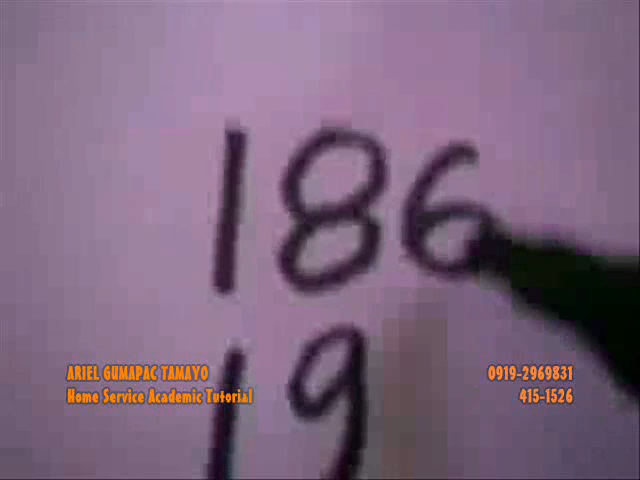 186
19
ARIEL GUMAPAC TAMAYO
Home Service Academic Tutorial
0919-2969831
415-1526